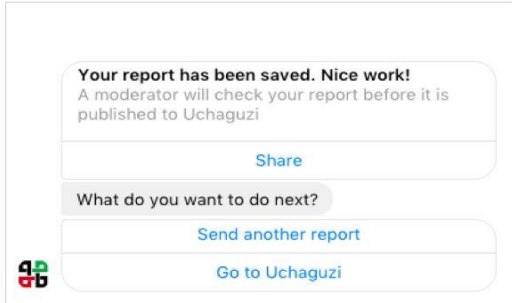 Your report has been saved. Nice work!
A moderator will check your report before it is
published to Uchaguzi
Share
What do you want to do next?
Send another report
Go to Uchaguzi